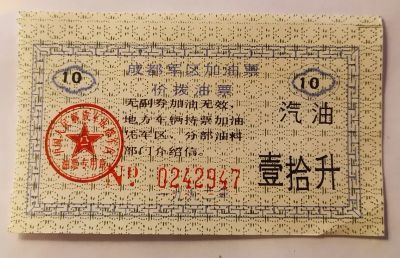 10 成都军区加油票 10
价拨油票
无副券加油无效。
地方车辆持票加油
凭军区、分部油料
部门介绍信。
汽油
壹拾升
№ 0242947